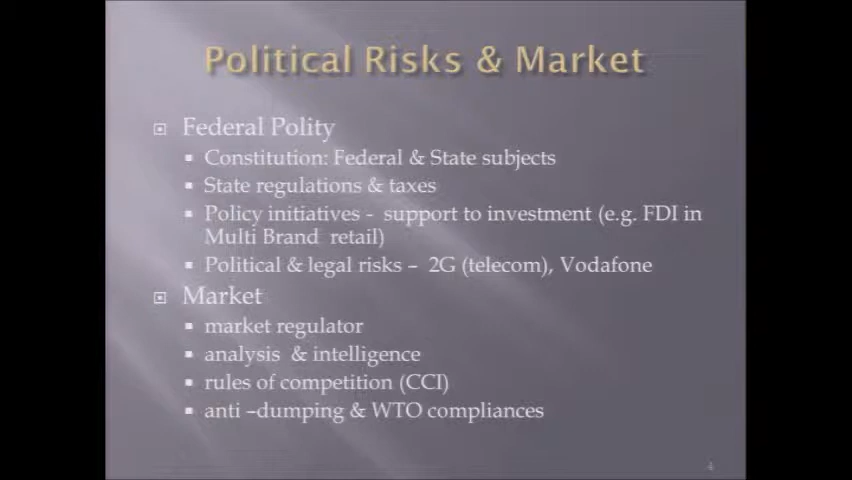 Political Risks & Market
Federal Polity
Constitution: Federal & State subjects
State regulations & taxes
Policy initiatives - support to investment (e.g. FDI in
Multi Brand retail)
Political & legal risks – 2G (telecom), Vodafone
Market
market regulator
analysis & intelligence
rules of competition (CCI)
anti –dumping & WTO compliances
4